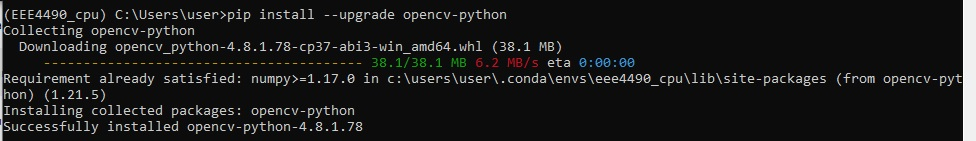 (EEE4490_cpu) C:\Users\user>pip install --upgrade opencv-python
Collecting opencv-python
  Downloading opencv_python-4.8.1.78-cp37-abi3-win_amd64.whl (38.1 MB)
     ---------------------------------------- 38.1/38.1 MB 6.2 MB/s eta 0:00:00
Requirement already satisfied: numpy>=1.17.0 in c:\users\user\.conda\envs\eee4490_cpu\lib\site-packages (from opencv-pyt
hon) (1.21.5)
Installing collected packages: opencv-python
Successfully installed opencv-python-4.8.1.78